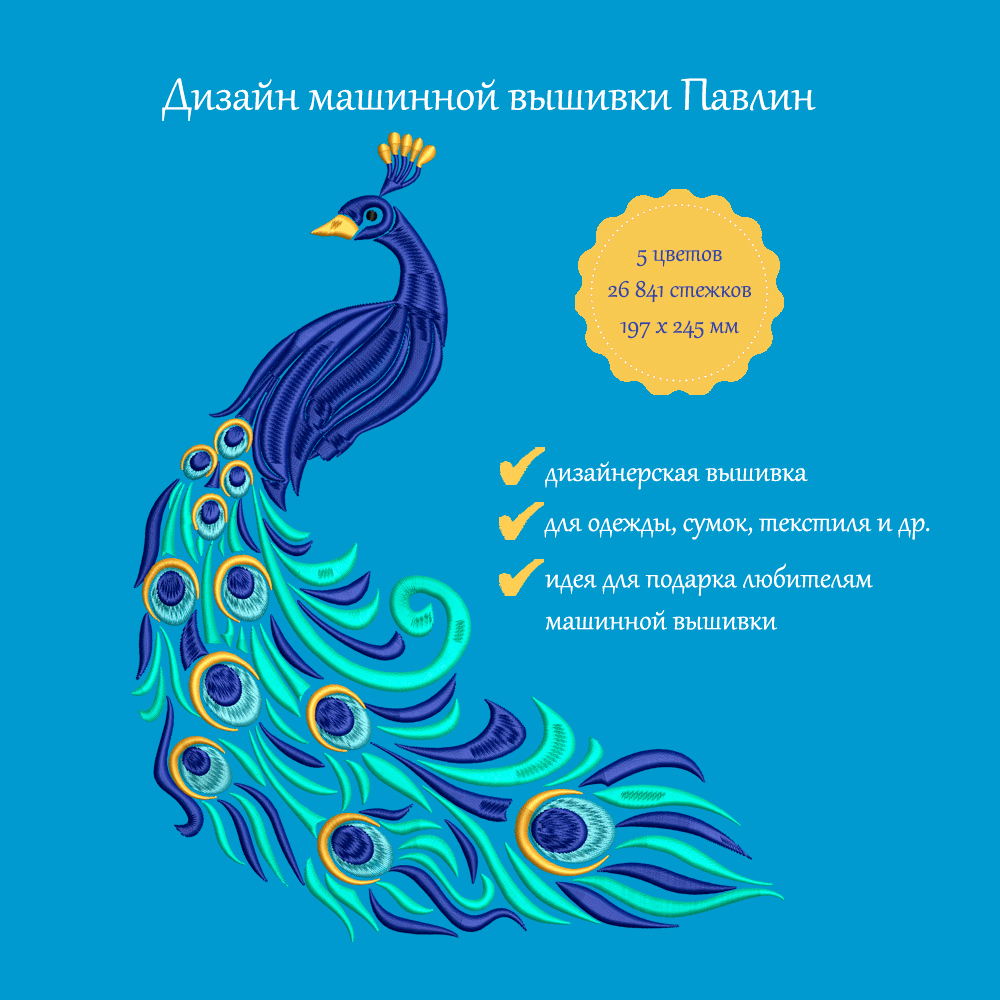 Дизайн машинной вышивки Павлин
5 цветов
26 841 стежков
197 x 245 мм
дизайнерская вышивка
для одежды, сумок, текстиля и др.
идея для подарка любителям
машинной вышивки